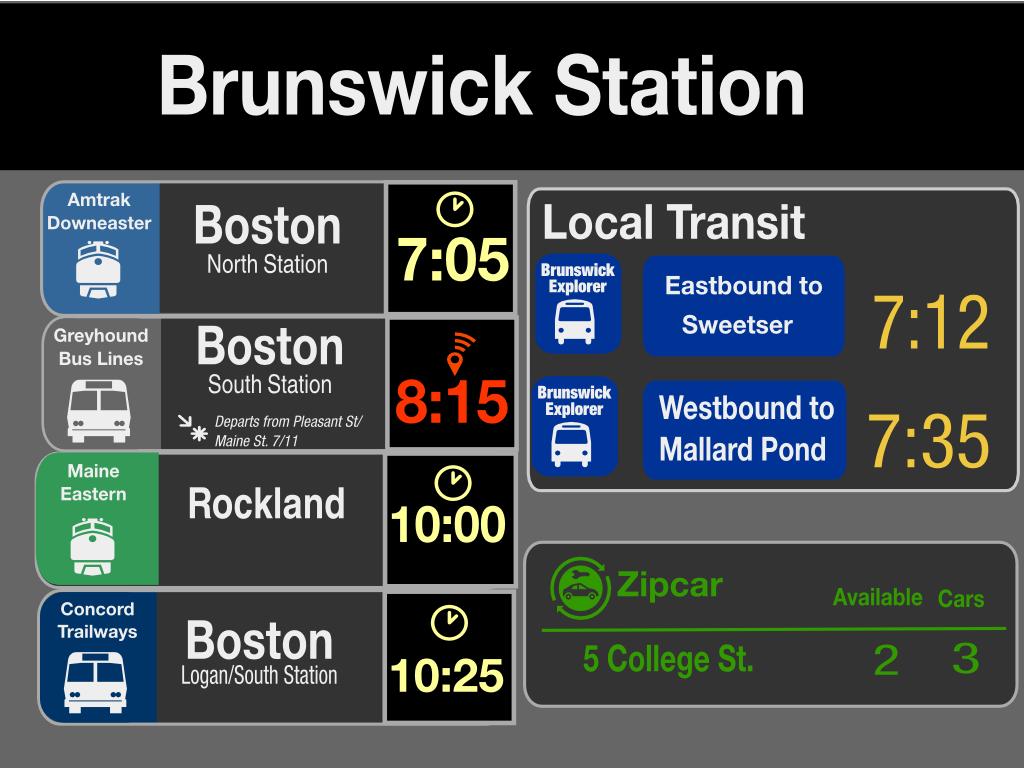 Brunswick Station
Amtrak
Downeaster
Boston
North Station
7:05
Greyhound
Bus Lines
Boston
South Station
Departs from Pleasant St/
Maine St. 7/11
8:15
Maine
Eastern
Rockland
10:00
Concord
Trailways
Boston
Logan/South Station
10:25
Local Transit
Brunswick
Explorer
Eastbound to
Sweetser
7:12
Brunswick
Explorer
Westbound to
Mallard Pond
7:35
Zipcar
Available Cars
5 College St. 2 3